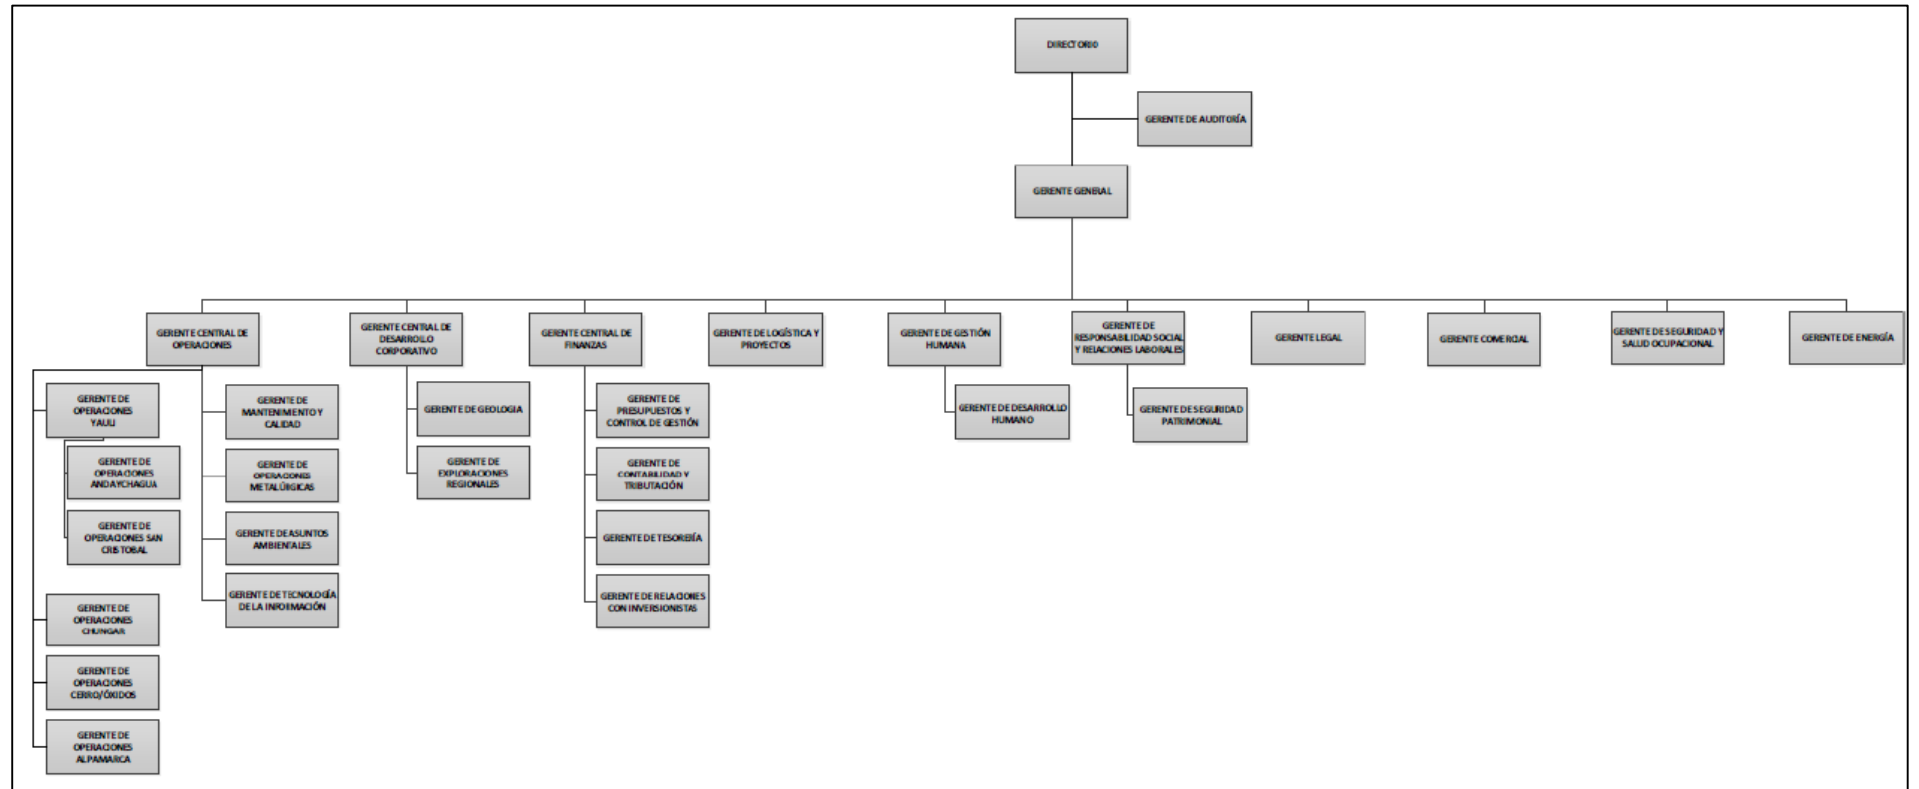 DIRECTORIO
GERENTE DE AUDITORÍA
GERENTE GENERAL
GERENTE CENTRAL DE
OPERACIONES
GERENTE CENTRAL DE
DESARROLLO
CORPORATIVO
GERENTE CENTRAL DE
FINANZAS
GERENTE DE LOGÍSTICA Y
PROYECTOS
GERENTE DE GESTIÓN
HUMANA
GERENTE DE
RESPONSABILIDAD SOCIAL
Y RELACIONES LABORALES
GERENTE LEGAL
GERENTE COMERCIAL
GERENTE DE SEGURIDAD Y
SALUD OCUPACIONAL
GERENTE DE ENERGÍA
GERENTE DE
OPERACIONES
YAULI
GERENTE DE
OPERACIONES
ANDAYCHAGUA
GERENTE DE
OPERACIONES SAN
CRISTOBAL
GERENTE DE
OPERACIONES
CHUNGAR
GERENTE DE
OPERACIONES
CERRO/ÓXIDOS
GERENTE DE
OPERACIONES
ALPAMARCA
GERENTE DE
MANTENIMIENTO Y
CALIDAD
GERENTE DE
OPERACIONES
METALÚRGICAS
GERENTE DE ASUNTOS
AMBIENTALES
GERENTE DE TECNOLOGÍA
DE LA INFORMACIÓN
GERENTE DE GEOLOGIA
GERENTE DE
EXPLORACIONES
REGIONALES
GERENTE DE
PRESUPUESTOS Y
CONTROL DE GESTIÓN
GERENTE DE
CONTABILIDAD Y
TRIBUTACIÓN
GERENTE DE TESORERÍA
GERENTE DE RELACIONES
CON INVERSIONISTAS
GERENTE DE DESARROLLO
HUMANO
GERENTE DE SEGURIDAD
PATRIMONIAL